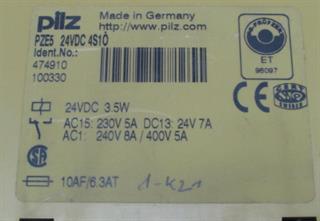 pilz
Made in Germany
http://www.pilz.com
PZE5 24VDC 4S1Ö
Ident.No.:
474910
100330
ET
96097
24VDC 3.5W
AC15: 230V 5A DC13: 24V 7A
AC1: 240V 8A / 400V 5A
10AF/6.3AT
1-K21